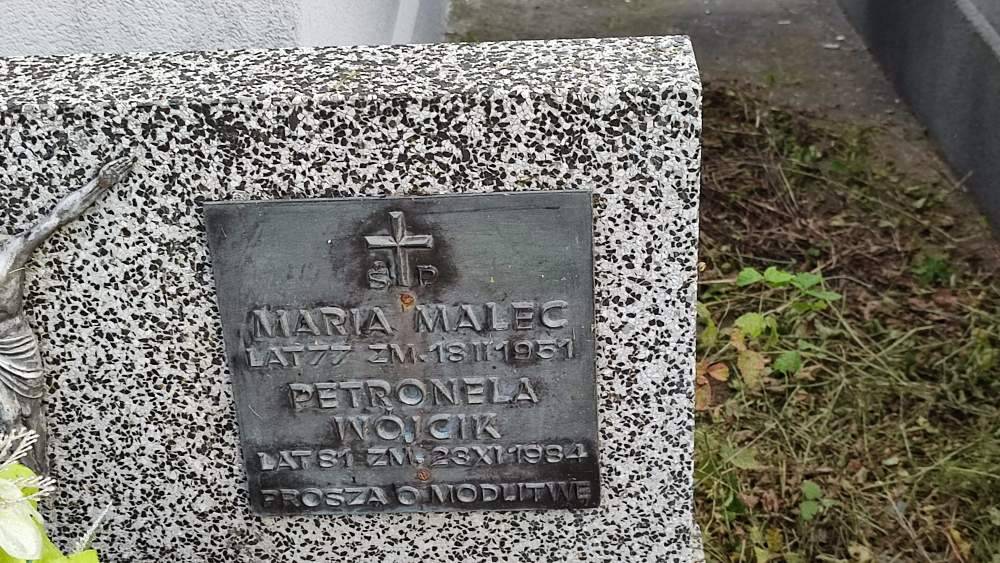 Ś P
MARIA MALEC
LAT 77 ZM. 18 II 1951
PETRONELA
WÓJCIK
LAT 81 ZM. 23 XI 1984
PROSZĄ O MODLITWĘ